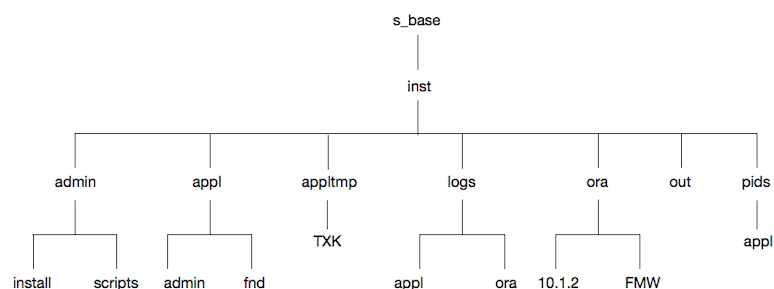 s_base
inst
admin appl appltmp logs ora out pids
TXK appl
install scripts admin fnd appl ora 10.1.2 FMW